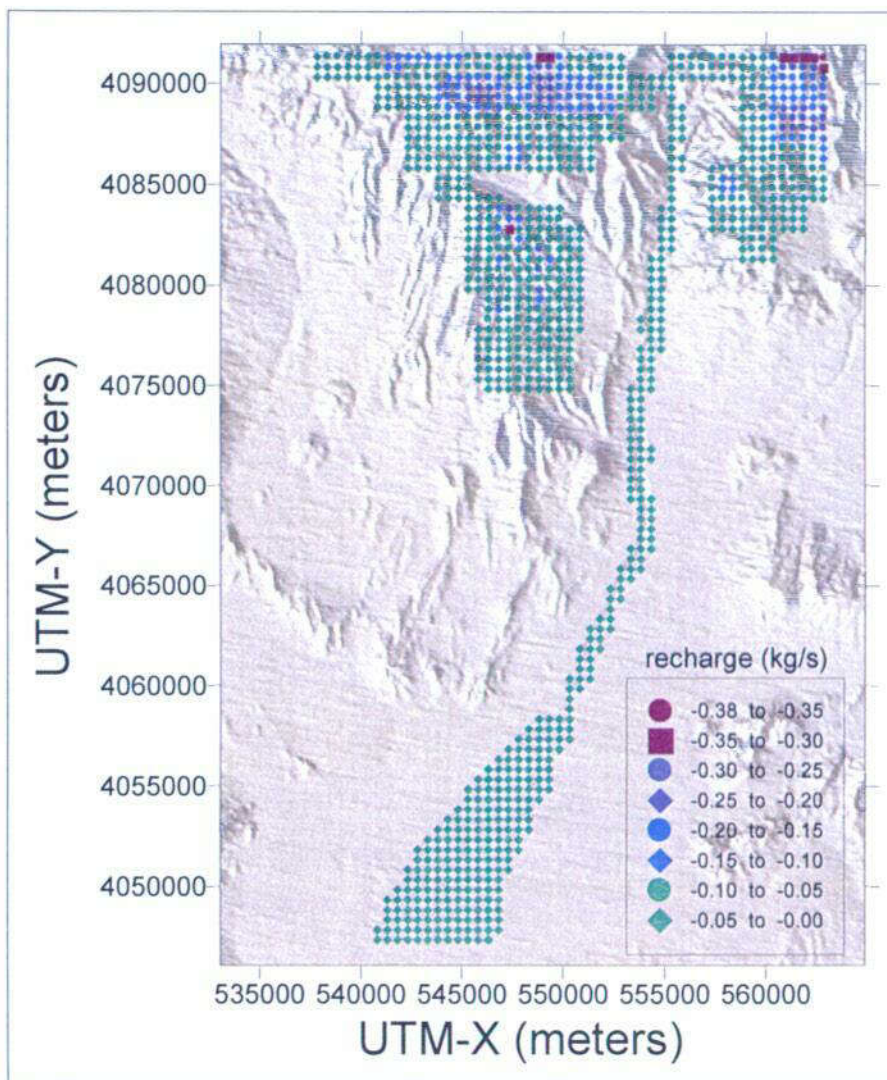 4090000
4085000
4080000
4075000
4070000
4065000
4060000
4055000
4050000
UTM-Y (meters)
recharge (kg/s)
-0.38 to -0.35
-0.35 to -0.30
-0.30 to -0.25
-0.25 to -0.20
-0.20 to -0.15
-0.15 to -0.10
-0.10 to -0.05
-0.05 to -0.00
535000 540000 545000 550000 555000 560000
UTM-X (meters)